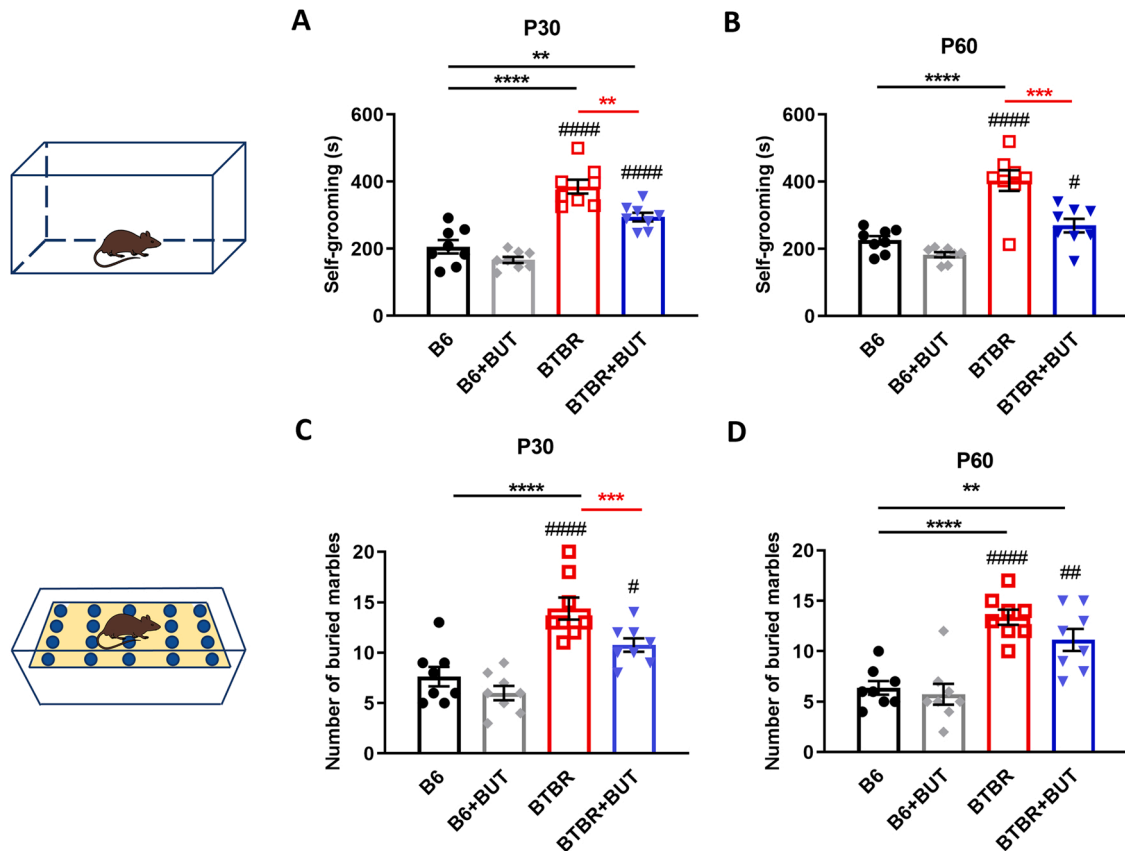 A
P30
**
****
**
####
####
Self-grooming (s)
600
400
200
0
B6
B6+BUT
BTBR
BTBR+BUT
B
P60
****
***
####
#
Self-grooming (s)
600
400
200
0
B6
B6+BUT
BTBR
BTBR+BUT
C
P30
****
***
####
#
Number of buried marbles
20
15
10
5
0
B6
B6+BUT
BTBR
BTBR+BUT
D
P60
**
****
####
##
Number of buried marbles
20
15
10
5
0
B6
B6+BUT
BTBR
BTBR+BUT